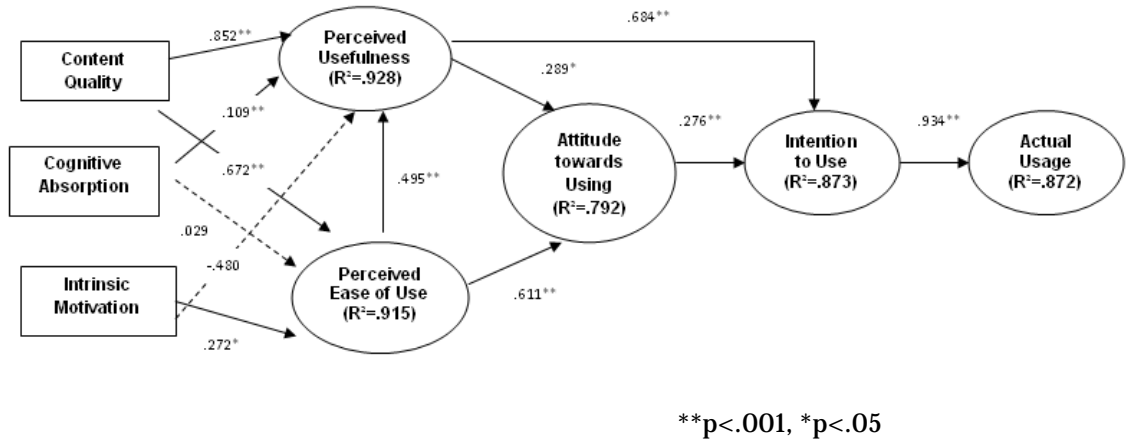 .684**
.852**
Perceived
Usefulness
(R²=.928)
Content
Quality
.289*
.109**
Attitude
towards
Using
(R²=.792)
.276**
Intention
to Use
(R²=.873)
.934**
Actual
Usage
(R²=.872)
Cognitive
Absorption
.672**
.495**
.029
-.480
Intrinsic
Motivation
Perceived
Ease of Use
(R²=.915)
.611**
.272*
**p<.001, *p<.05